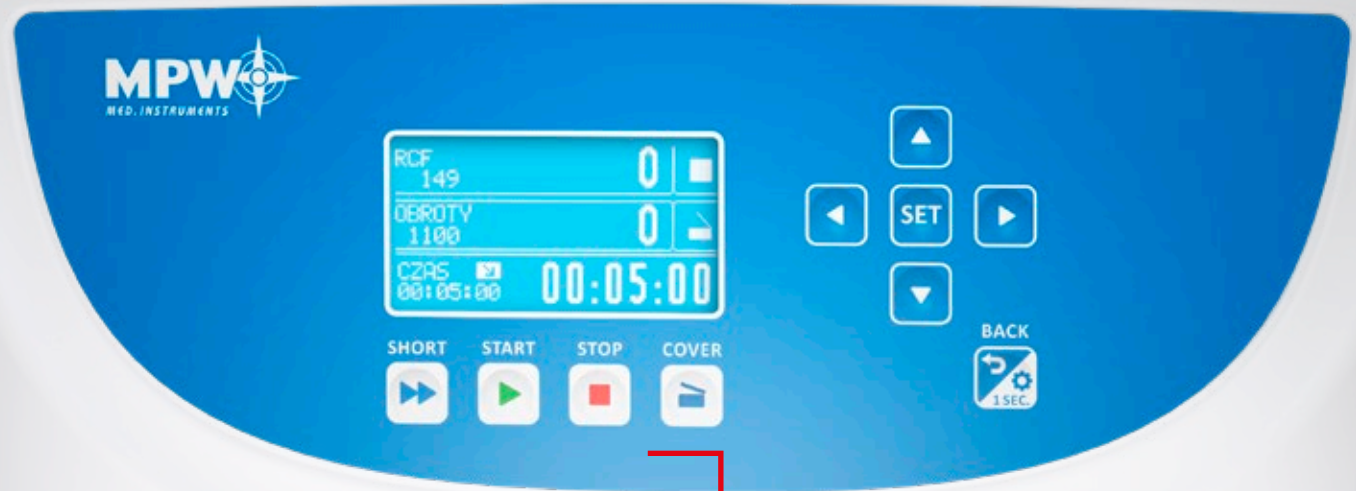 MPW
MED. INSTRUMENTS
RCF 0
149
OBROTY 0
1100
CZAS
00:05:00 00:05:00
SHORT START STOP COVER
SET
BACK
1 SEC.